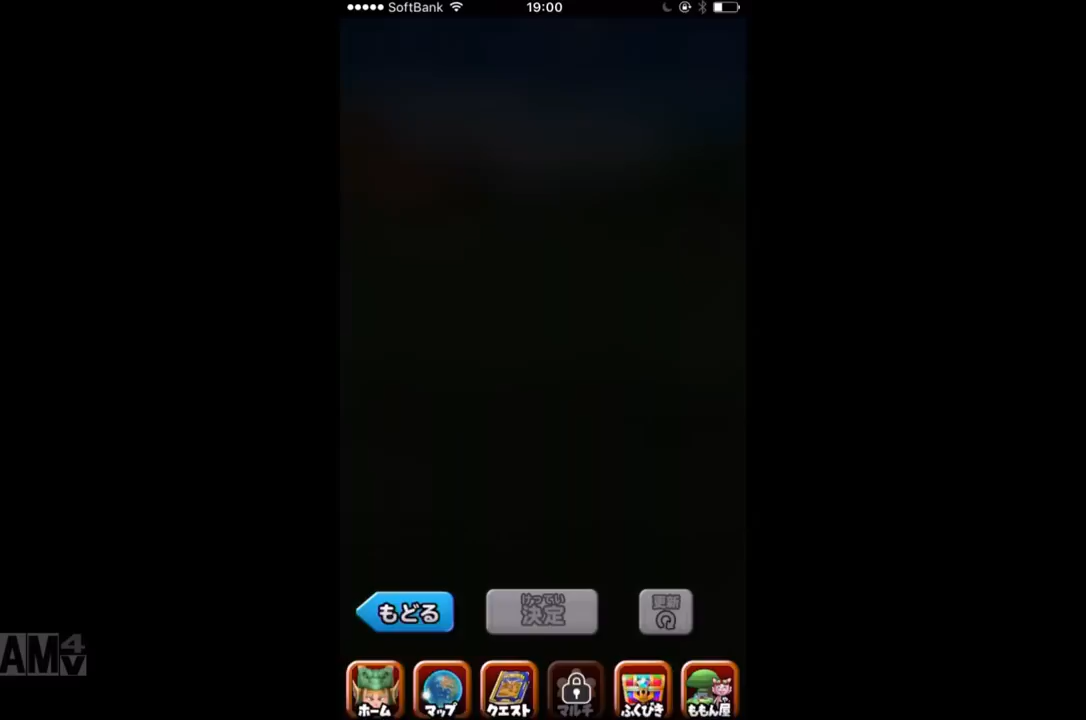 SoftBank 19:00
もどる
けってい
決定
更新
ホーム マップ クエスト マルチ ふくびき ももん屋
AM4V